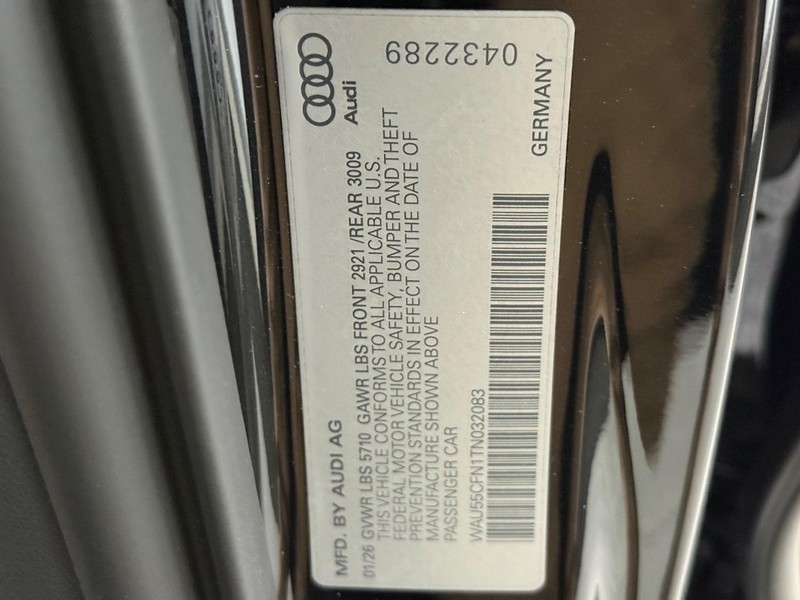 MFD. BY AUDI AG
Audi
01/26 GVWR LBS 5710 GAWR LBS FRONT 2921 /REAR 3009
THIS VEHICLE CONFORMS TO ALL APPLICABLE U.S.
FEDERAL MOTOR VEHICLE SAFETY, BUMPER AND THEFT
PREVENTION STANDARDS IN EFFECT ON THE DATE OF
MANUFACTURE SHOWN ABOVE
PASSENGER CAR
WAU55CFN1TN032083
GERMANY
0432289